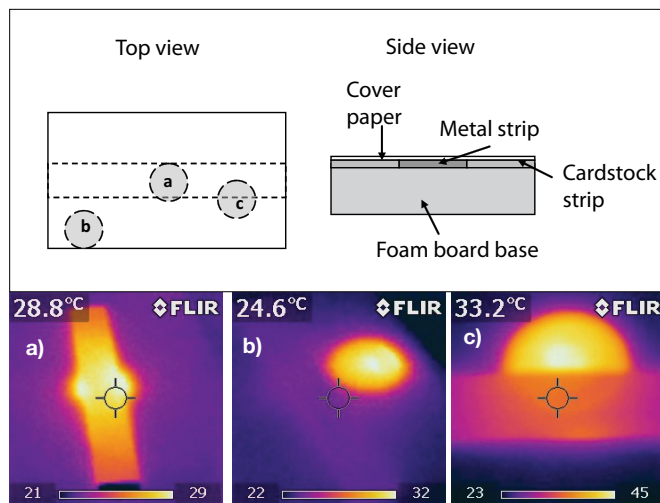 Top view
Side view
Cover
paper
Metal strip
Cardstock
strip
Foam board base
a
c
b
28.8°C
FLIR
a)
21
29
24.6°C
FLIR
b)
22
32
33.2°C
FLIR
c)
23
45